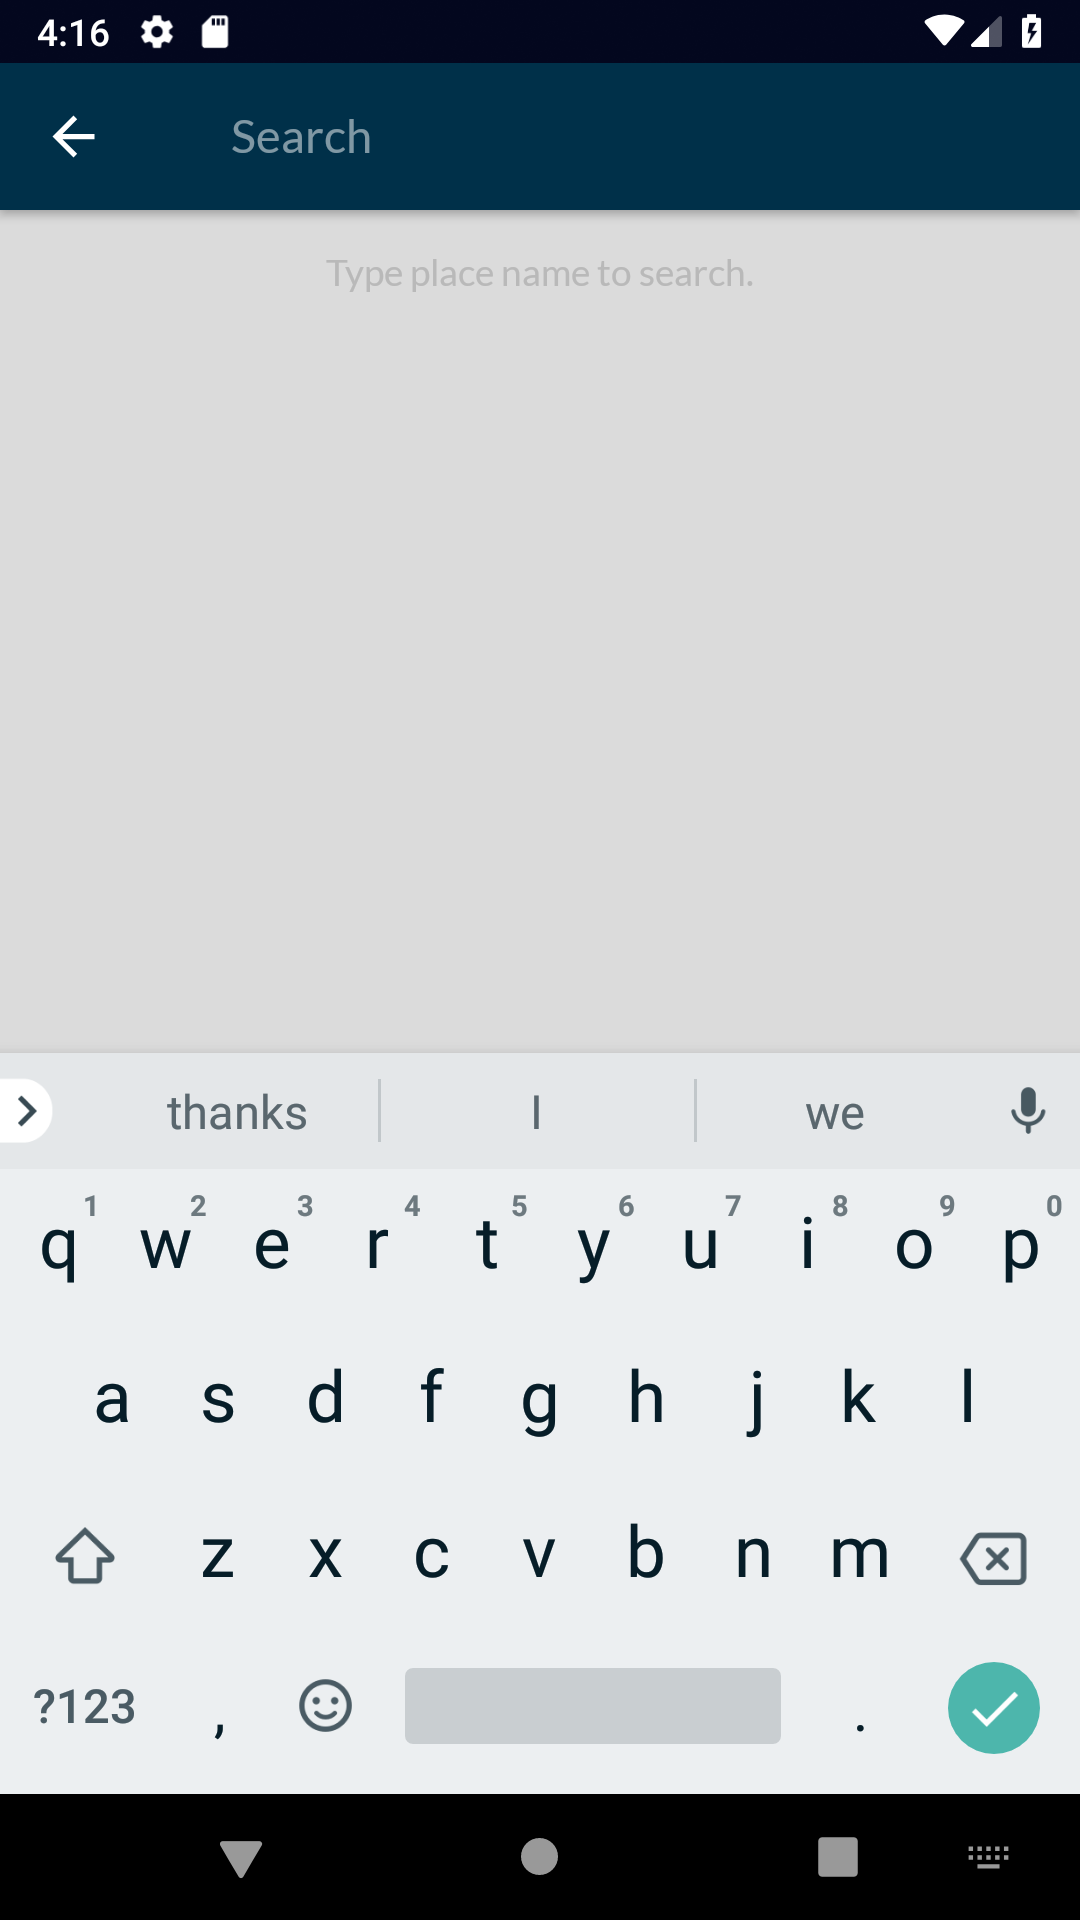 4:16
Search
Type place name to search.
thanks I we
1 2 3 4 5 6 7 8 9 0
q w e r t y u i o p
a s d f g h j k l
z x c v b n m
?123 , .